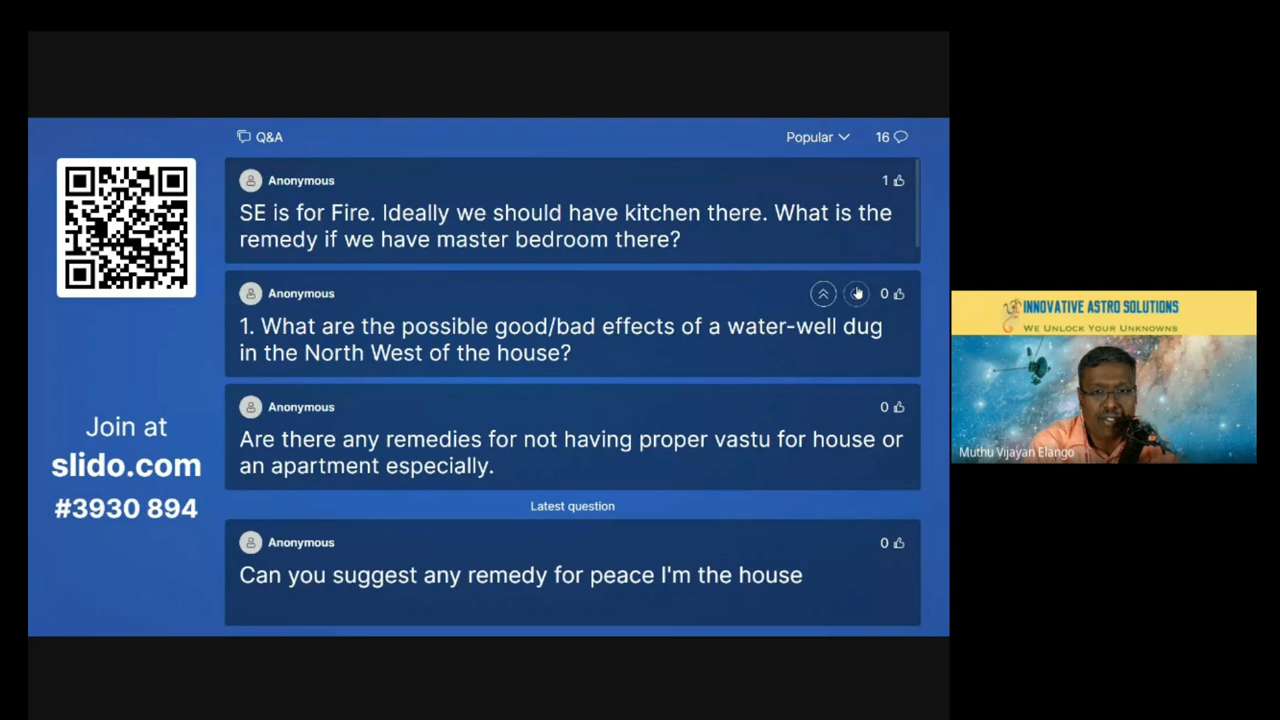 Q&A
Popular
16
Anonymous
1
SE is for Fire. Ideally we should have kitchen there. What is the
remedy if we have master bedroom there?
Anonymous
0
1. What are the possible good/bad effects of a water-well dug
in the North West of the house?
Anonymous
0
Are there any remedies for not having proper vastu for house or
an apartment especially.
Latest question
Anonymous
0
Can you suggest any remedy for peace I'm the house
Join at
slido.com
#3930 894
INNOVATIVE ASTRO SOLUTIONS
WE UNLOCK YOUR UNKNOWNS
Muthu Vijayan Elango